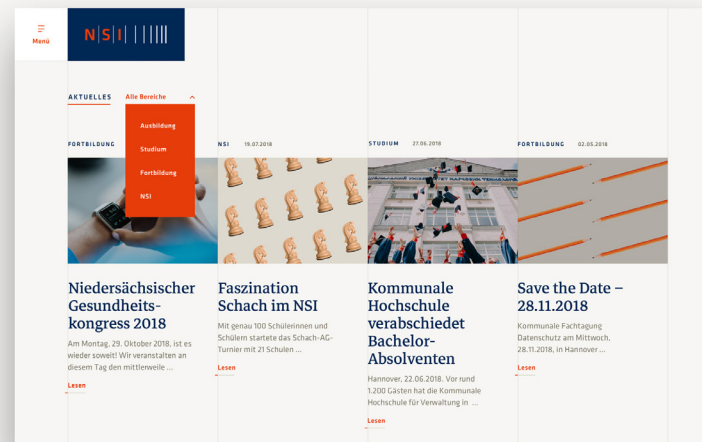 Menü
N|S|I
AKTUELLES
Alle Bereiche
Ausbildung
Studium
Fortbildung
NSI
FORTBILDUNG
NSI 19.07.2018
STUDIUM 27.06.2018
FORTBILDUNG 02.05.2018
Niedersächsischer
Gesundheits-
kongress 2018
Am Montag, 29. Oktober 2018, ist es
wieder soweit! Wir veranstalten an
diesem Tag den mittlerweile ...
Lesen
Faszination
Schach im NSI
Mit genau 100 Schülerinnen und
Schülern startete das Schach-AG-
Turnier mit 21 Schulen ...
Lesen
Kommunale
Hochschule
verabschiedet
Bachelor-
Absolventen
Hannover, 22.06.2018. Vor rund
1.200 Gästen hat die Kommunale
Hochschule für Verwaltung in ...
Lesen
Save the Date –
28.11.2018
Kommunale Fachtagung
Datenschutz am Mittwoch,
28.11.2018, in Hannover ...
Lesen